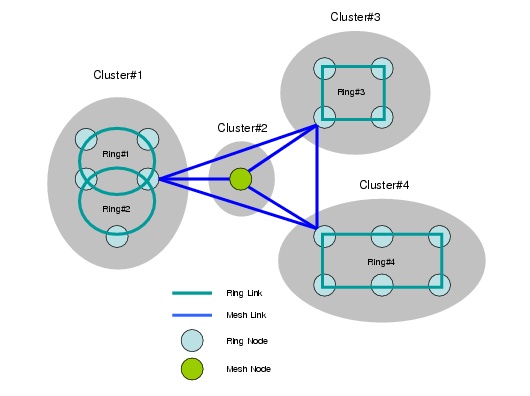 Cluster#3
Cluster#1
Ring#3
Cluster#2
Ring#1
Cluster#4
Ring#2
Ring#4
Ring Link
Mesh Link
Ring Node
Mesh Node